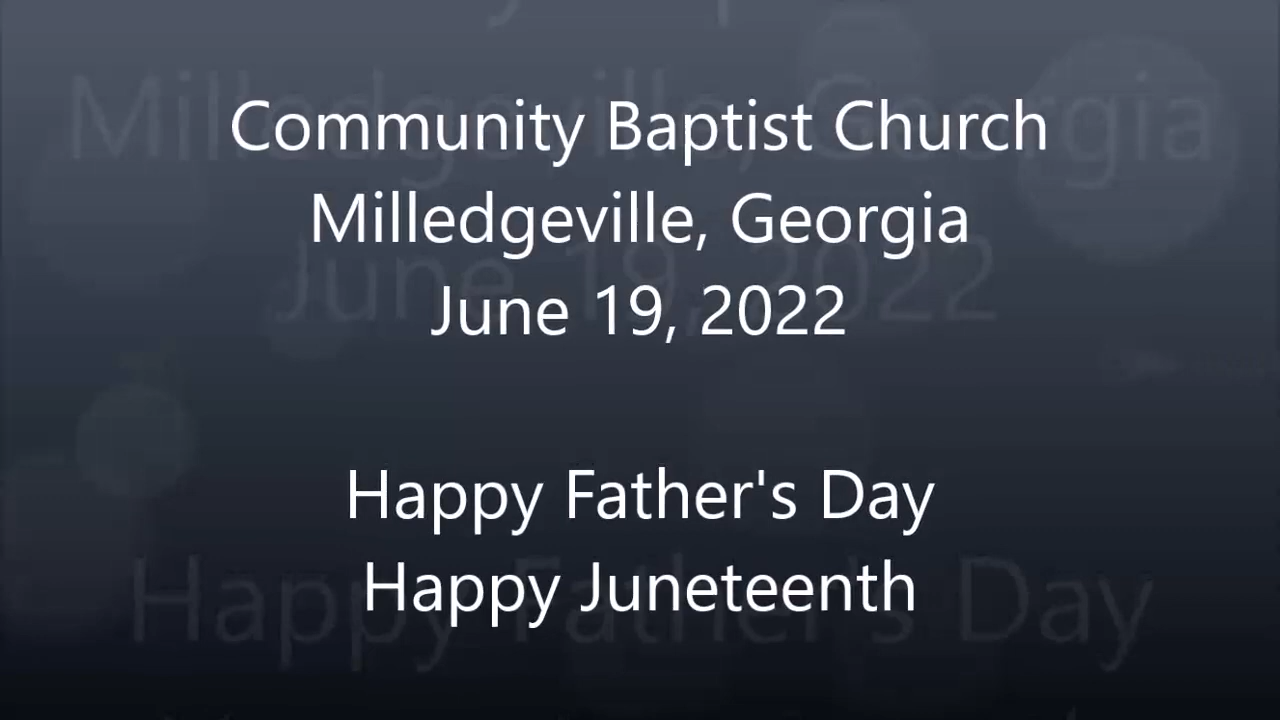 Community Baptist Church
Milledgeville, Georgia
June 19, 2022
Happy Father's Day
Happy Juneteenth